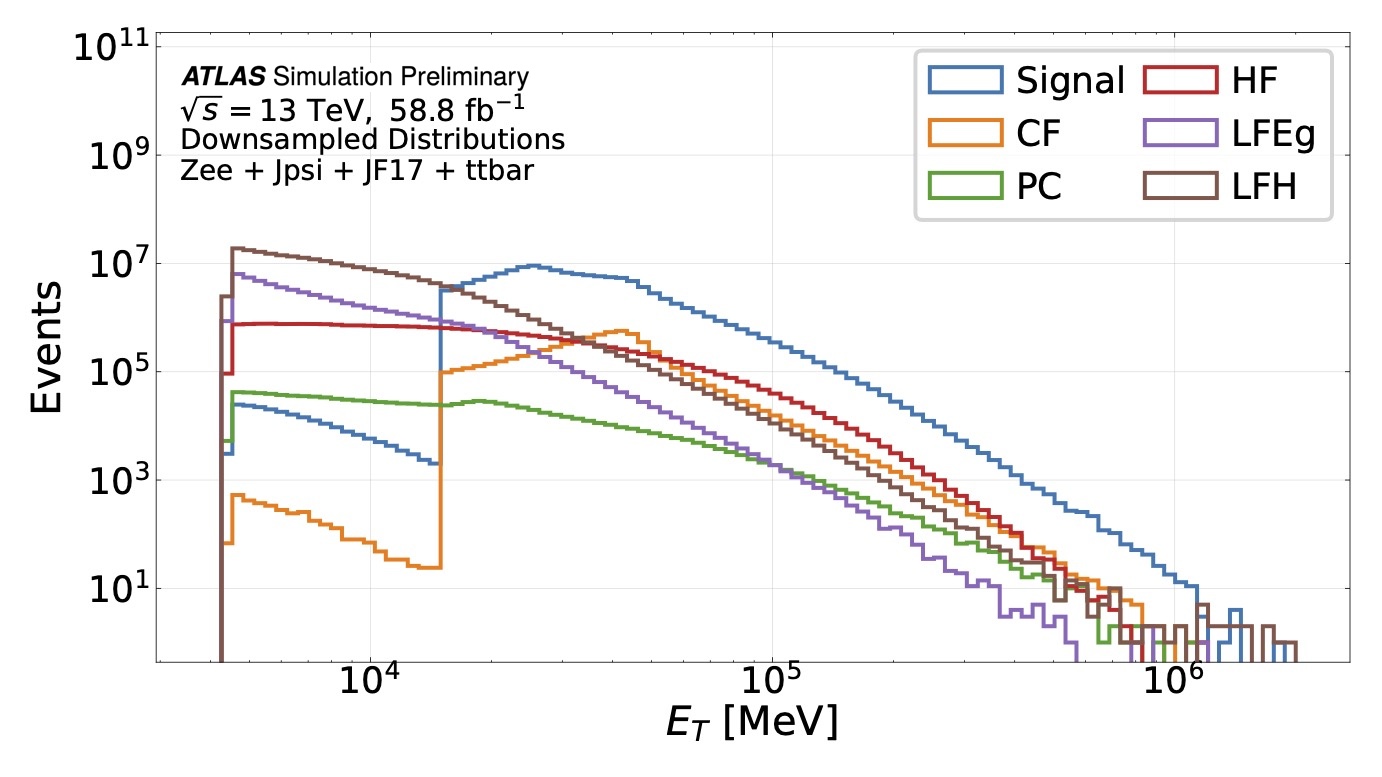 10¹¹
10⁹
10⁷
10⁵
10³
10¹
Events
ATLAS Simulation Preliminary
√s = 13 TeV, 58.8 fb⁻¹
Downsampled Distributions
Zee + Jpsi + JF17 + ttbar
Signal
CF
PC
HF
LFEg
LFH
10⁴
10⁵
10⁶
E_T [MeV]